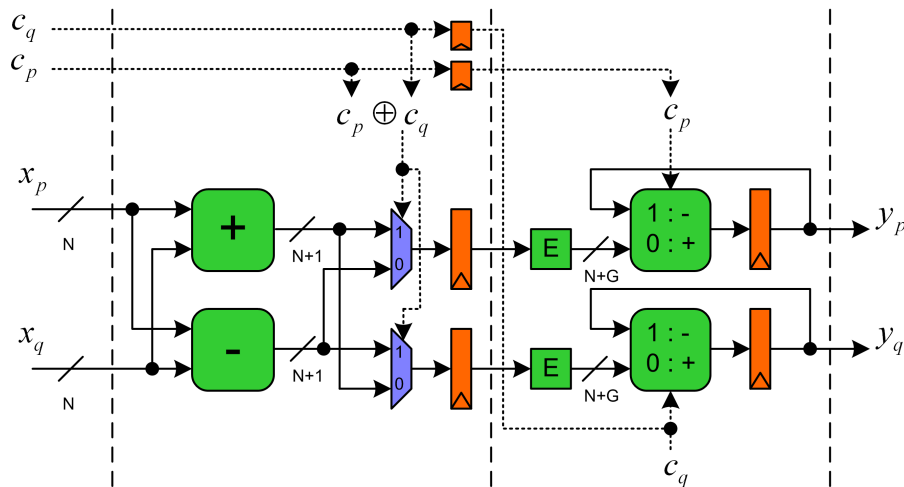 c_q
c_p
c_p ⊕ c_q
c_p
x_p
N
+
N+1
1
0
E
N+G
1 : -
0 : +
y_p
x_q
N
-
N+1
1
0
E
N+G
1 : -
0 : +
y_q
c_q